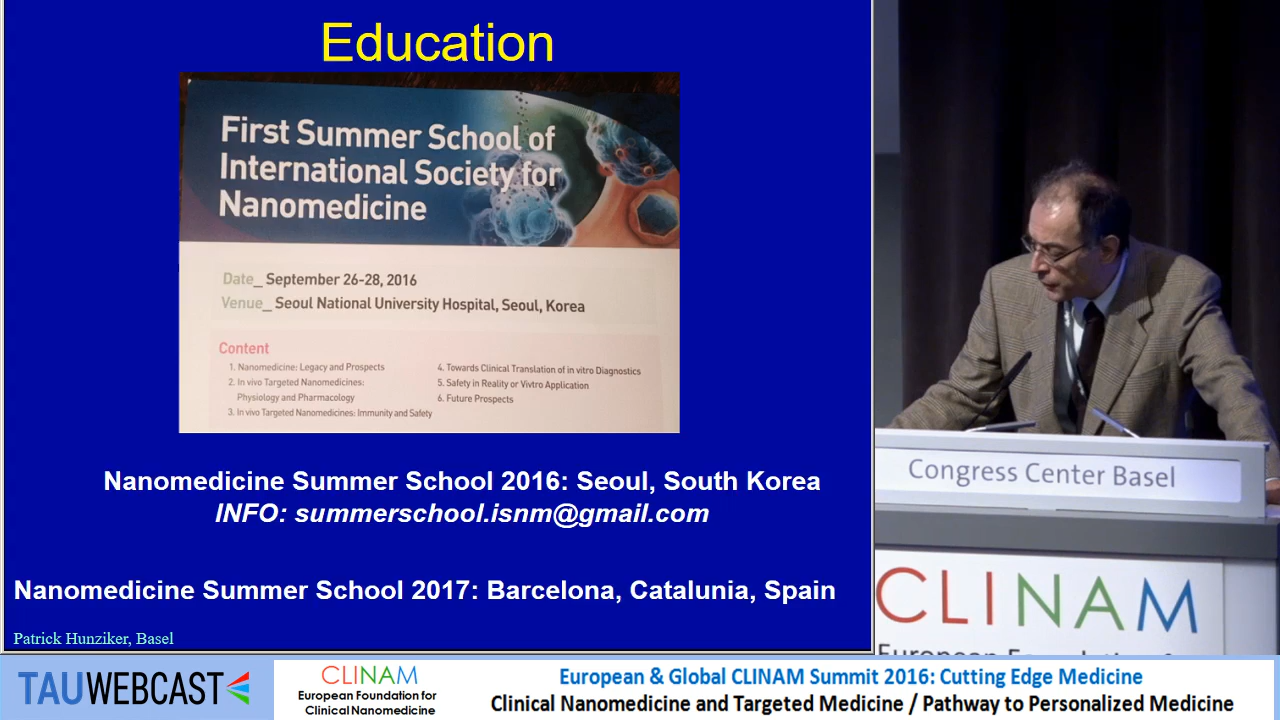 Education
First Summer School of
International Society for
Nanomedicine
Date_ September 26-28, 2016
Venue_ Seoul National University Hospital, Seoul, Korea
Content
1. Nanomedicine: Legacy and Prospects
2. In vivo Targeted Nanomedicines:
Physiology and Pharmacology
3. In vivo Targeted Nanomedicines: Immunity and Safety
4. Towards Clinical Translation of in vitro Diagnostics
5. Safety in Reality or Vivtro Application
6. Future Prospects
Nanomedicine Summer School 2016: Seoul, South Korea
INFO: summerschool.isnm@gmail.com
Nanomedicine Summer School 2017: Barcelona, Catalunia, Spain
Patrick Hunziker, Basel
Congress Center Basel
CLINAM
European Foundation
TAUWEBCAST
CLINAM
European Foundation for
Clinical Nanomedicine
European & Global CLINAM Summit 2016: Cutting Edge Medicine
Clinical Nanomedicine and Targeted Medicine / Pathway to Personalized Medicine